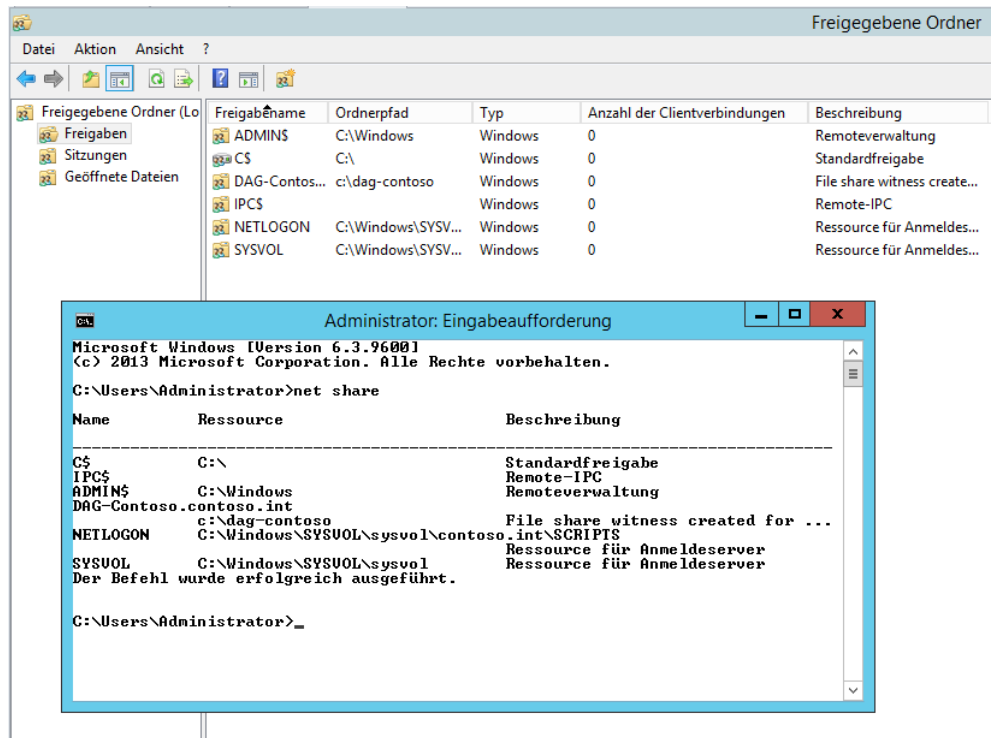 Freigegebene Ordner
Datei Aktion Ansicht ?
Freigegebene Ordner (Lo
Freigaben
Sitzungen
Geöffnete Dateien
Freigabename Ordnerpfad Typ Anzahl der Clientverbindungen Beschreibung
ADMIN$ C:\Windows Windows 0 Remoteverwaltung
C$ C:\ Windows 0 Standardfreigabe
DAG-Contos... c:\dag-contoso Windows 0 File share witness create...
IPC$ Windows 0 Remote-IPC
NETLOGON C:\Windows\SYSV... Windows 0 Ressource für Anmeldes...
SYSVOL C:\Windows\SYSV... Windows 0 Ressource für Anmeldes...
Administrator: Eingabeaufforderung
Microsoft Windows [Version 6.3.9600]
(c) 2013 Microsoft Corporation. Alle Rechte vorbehalten.
C:\Users\Administrator>net share
Name Ressource Beschreibung
-------------------------------------------------------------------------------
C$ C:\ Standardfreigabe
IPC$ Remote-IPC
ADMIN$ C:\Windows Remoteverwaltung
DAG-Contoso.contoso.int
c:\dag-contoso File share witness created for ...
NETLOGON C:\Windows\SYSVOL\sysvol\contoso.int\SCRIPTS
Ressource für Anmeldeserver
SYSVOL C:\Windows\SYSVOL\sysvol Ressource für Anmeldeserver
Der Befehl wurde erfolgreich ausgeführt.
C:\Users\Administrator>_